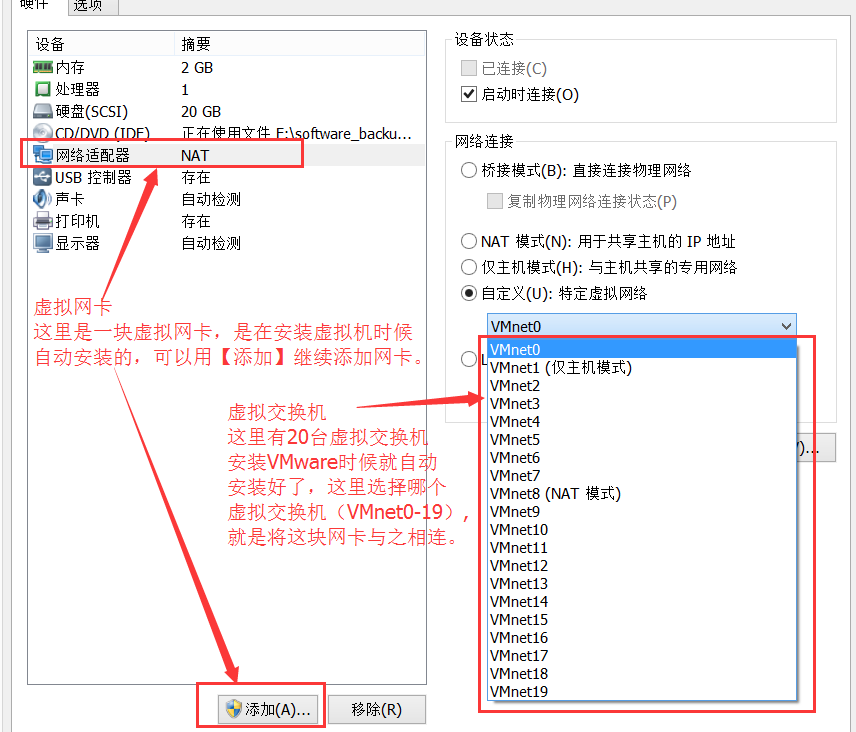 硬件 选项
设备 摘要
内存 2 GB
处理器 1
硬盘(SCSI) 20 GB
CD/DVD (IDE) 正在使用文件 E:\software_backu...
网络适配器 NAT
USB 控制器 存在
声卡 自动检测
打印机 存在
显示器 自动检测
虚拟网卡
这里是一块虚拟网卡，是在安装虚拟机时候
自动安装的，可以用【添加】继续添加网卡。
虚拟交换机
这里有20台虚拟交换机
安装VMware时候就自动
安装好了，这里选择哪个
虚拟交换机（VMnet0-19）,
就是将这块网卡与之相连。
添加(A)... 移除(R)
设备状态
已连接(C)
启动时连接(O)
网络连接
桥接模式(B): 直接连接物理网络
复制物理网络连接状态(P)
NAT 模式(N): 用于共享主机的 IP 地址
仅主机模式(H): 与主机共享的专用网络
自定义(U): 特定虚拟网络
VMnet0
VMnet0
VMnet1 (仅主机模式)
VMnet2
VMnet3
VMnet4
VMnet5
VMnet6
VMnet7
VMnet8 (NAT 模式)
VMnet9
VMnet10
VMnet11
VMnet12
VMnet13
VMnet14
VMnet15
VMnet16
VMnet17
VMnet18
VMnet19